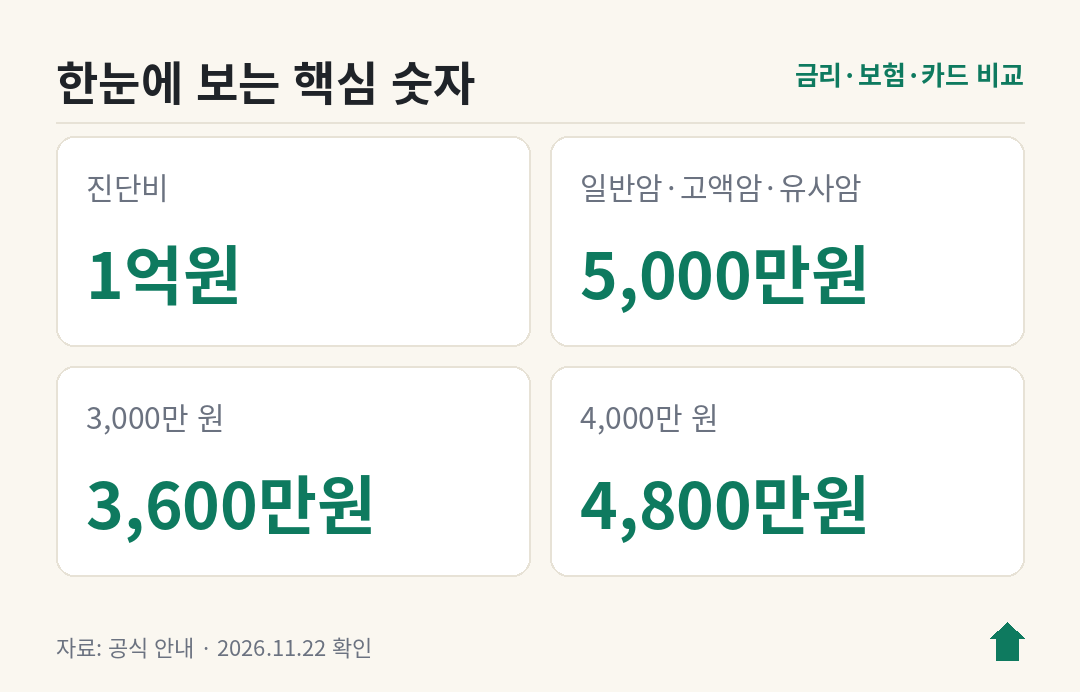 한눈에 보는 핵심 숫자
금리·보험·카드 비교
진단비
1억원
일반암·고액암·유사암
5,000만원
3,000만 원
3,600만원
4,000만 원
4,800만원
자료: 공식 안내 · 2026.11.22 확인